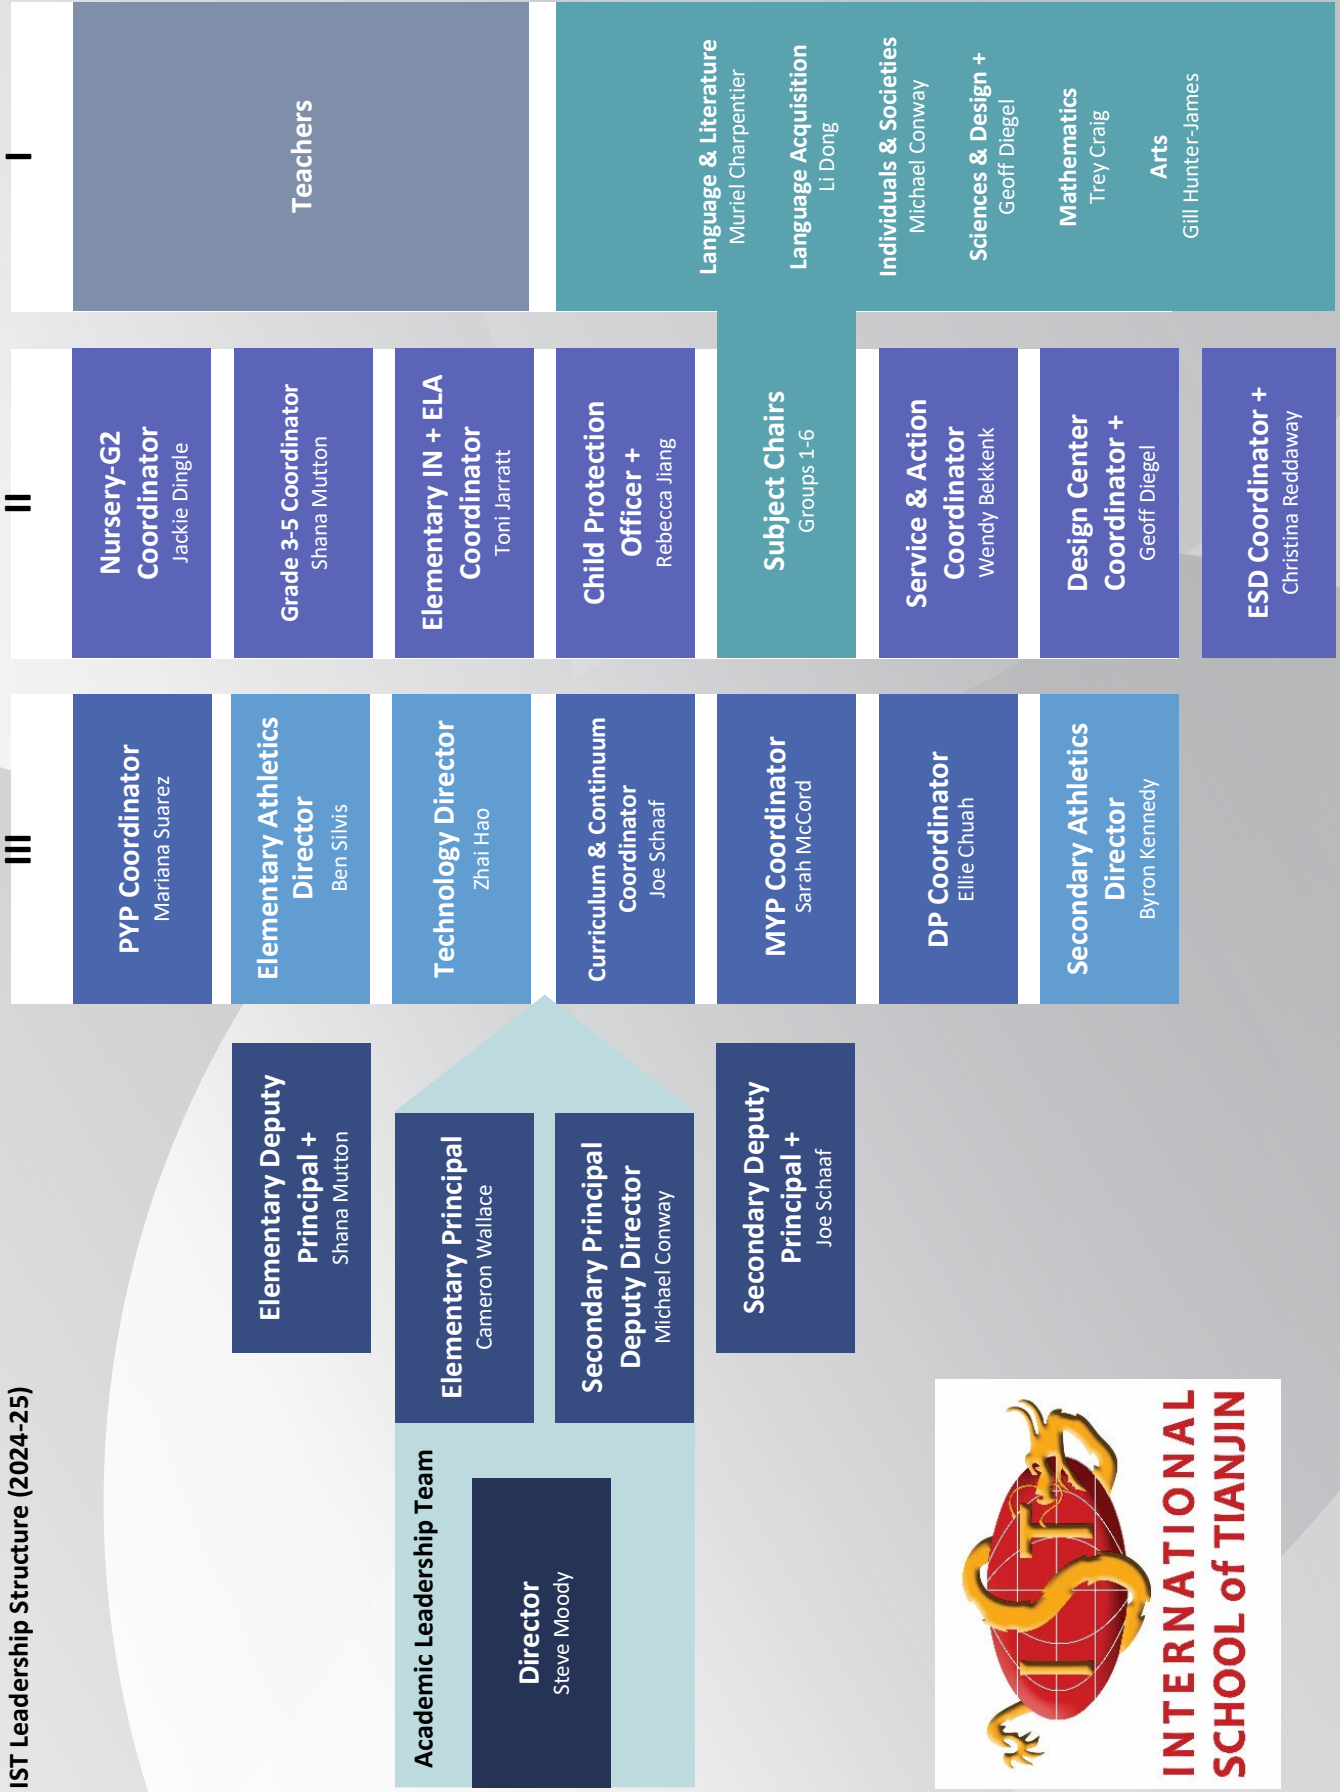 IST Leadership Structure (2024-25)
Academic Leadership Team
Director
Steve Moody
Elementary Deputy
Principal +
Shana Mutton
Elementary Principal
Cameron Wallace
Secondary Principal
Deputy Director
Michael Conway
Secondary Deputy
Principal +
Joe Schaaf
III
PYP Coordinator
Mariana Suarez
Elementary Athletics
Director
Ben Silvis
Technology Director
Zhai Hao
Curriculum & Continuum
Coordinator
Joe Schaaf
MYP Coordinator
Sarah McCord
DP Coordinator
Ellie Chuah
Secondary Athletics
Director
Byron Kennedy
II
Nursery-G2
Coordinator
Jackie Dingle
Grade 3-5 Coordinator
Shana Mutton
Elementary IN + ELA
Coordinator
Toni Jarratt
Child Protection
Officer +
Rebecca Jiang
Subject Chairs
Groups 1-6
Service & Action
Coordinator
Wendy Bekkenk
Design Center
Coordinator +
Geoff Diegel
ESD Coordinator +
Christina Reddaway
I
Teachers
Language & Literature
Muriel Charpentier
Language Acquisition
Li Dong
Individuals & Societies
Michael Conway
Sciences & Design +
Geoff Diegel
Mathematics
Trey Craig
Arts
Gill Hunter-James
IST
INTERNATIONAL
SCHOOL of TIANJIN